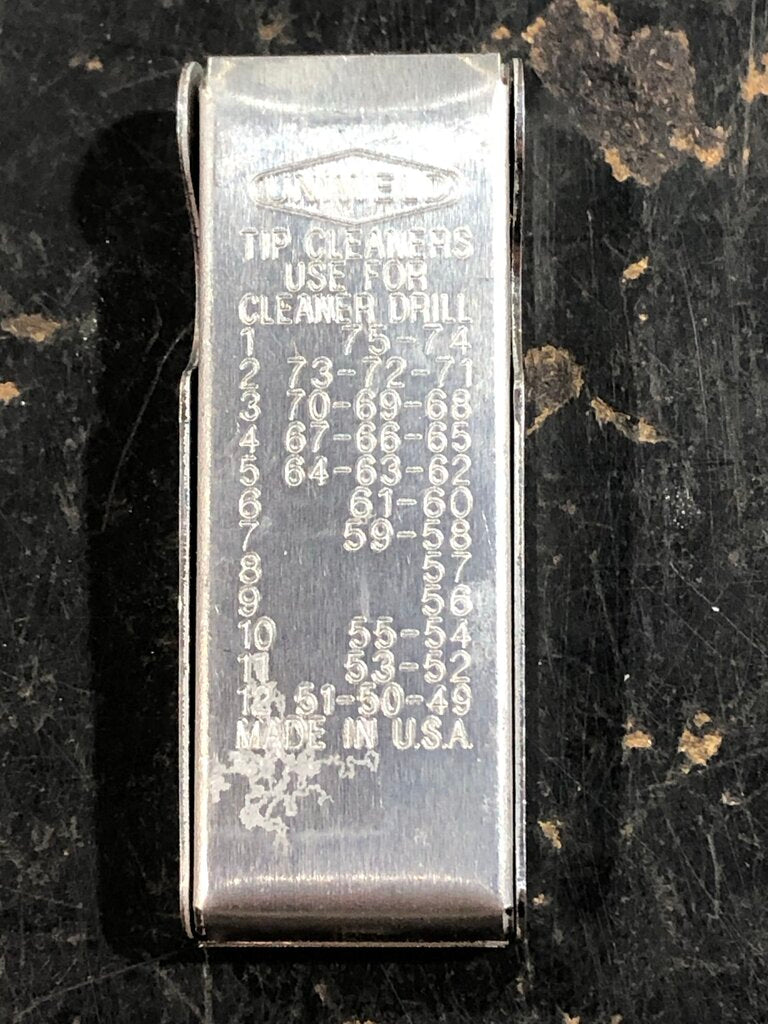 UNIWELD
TIP CLEANERS
USE FOR
CLEANER DRILL
1 75-74
2 73-72-71
3 70-69-68
4 67-66-65
5 64-63-62
6 61-60
7 59-58
8 57
9 56
10 55-54
11 53-52
12 51-50-49
MADE IN U.S.A.